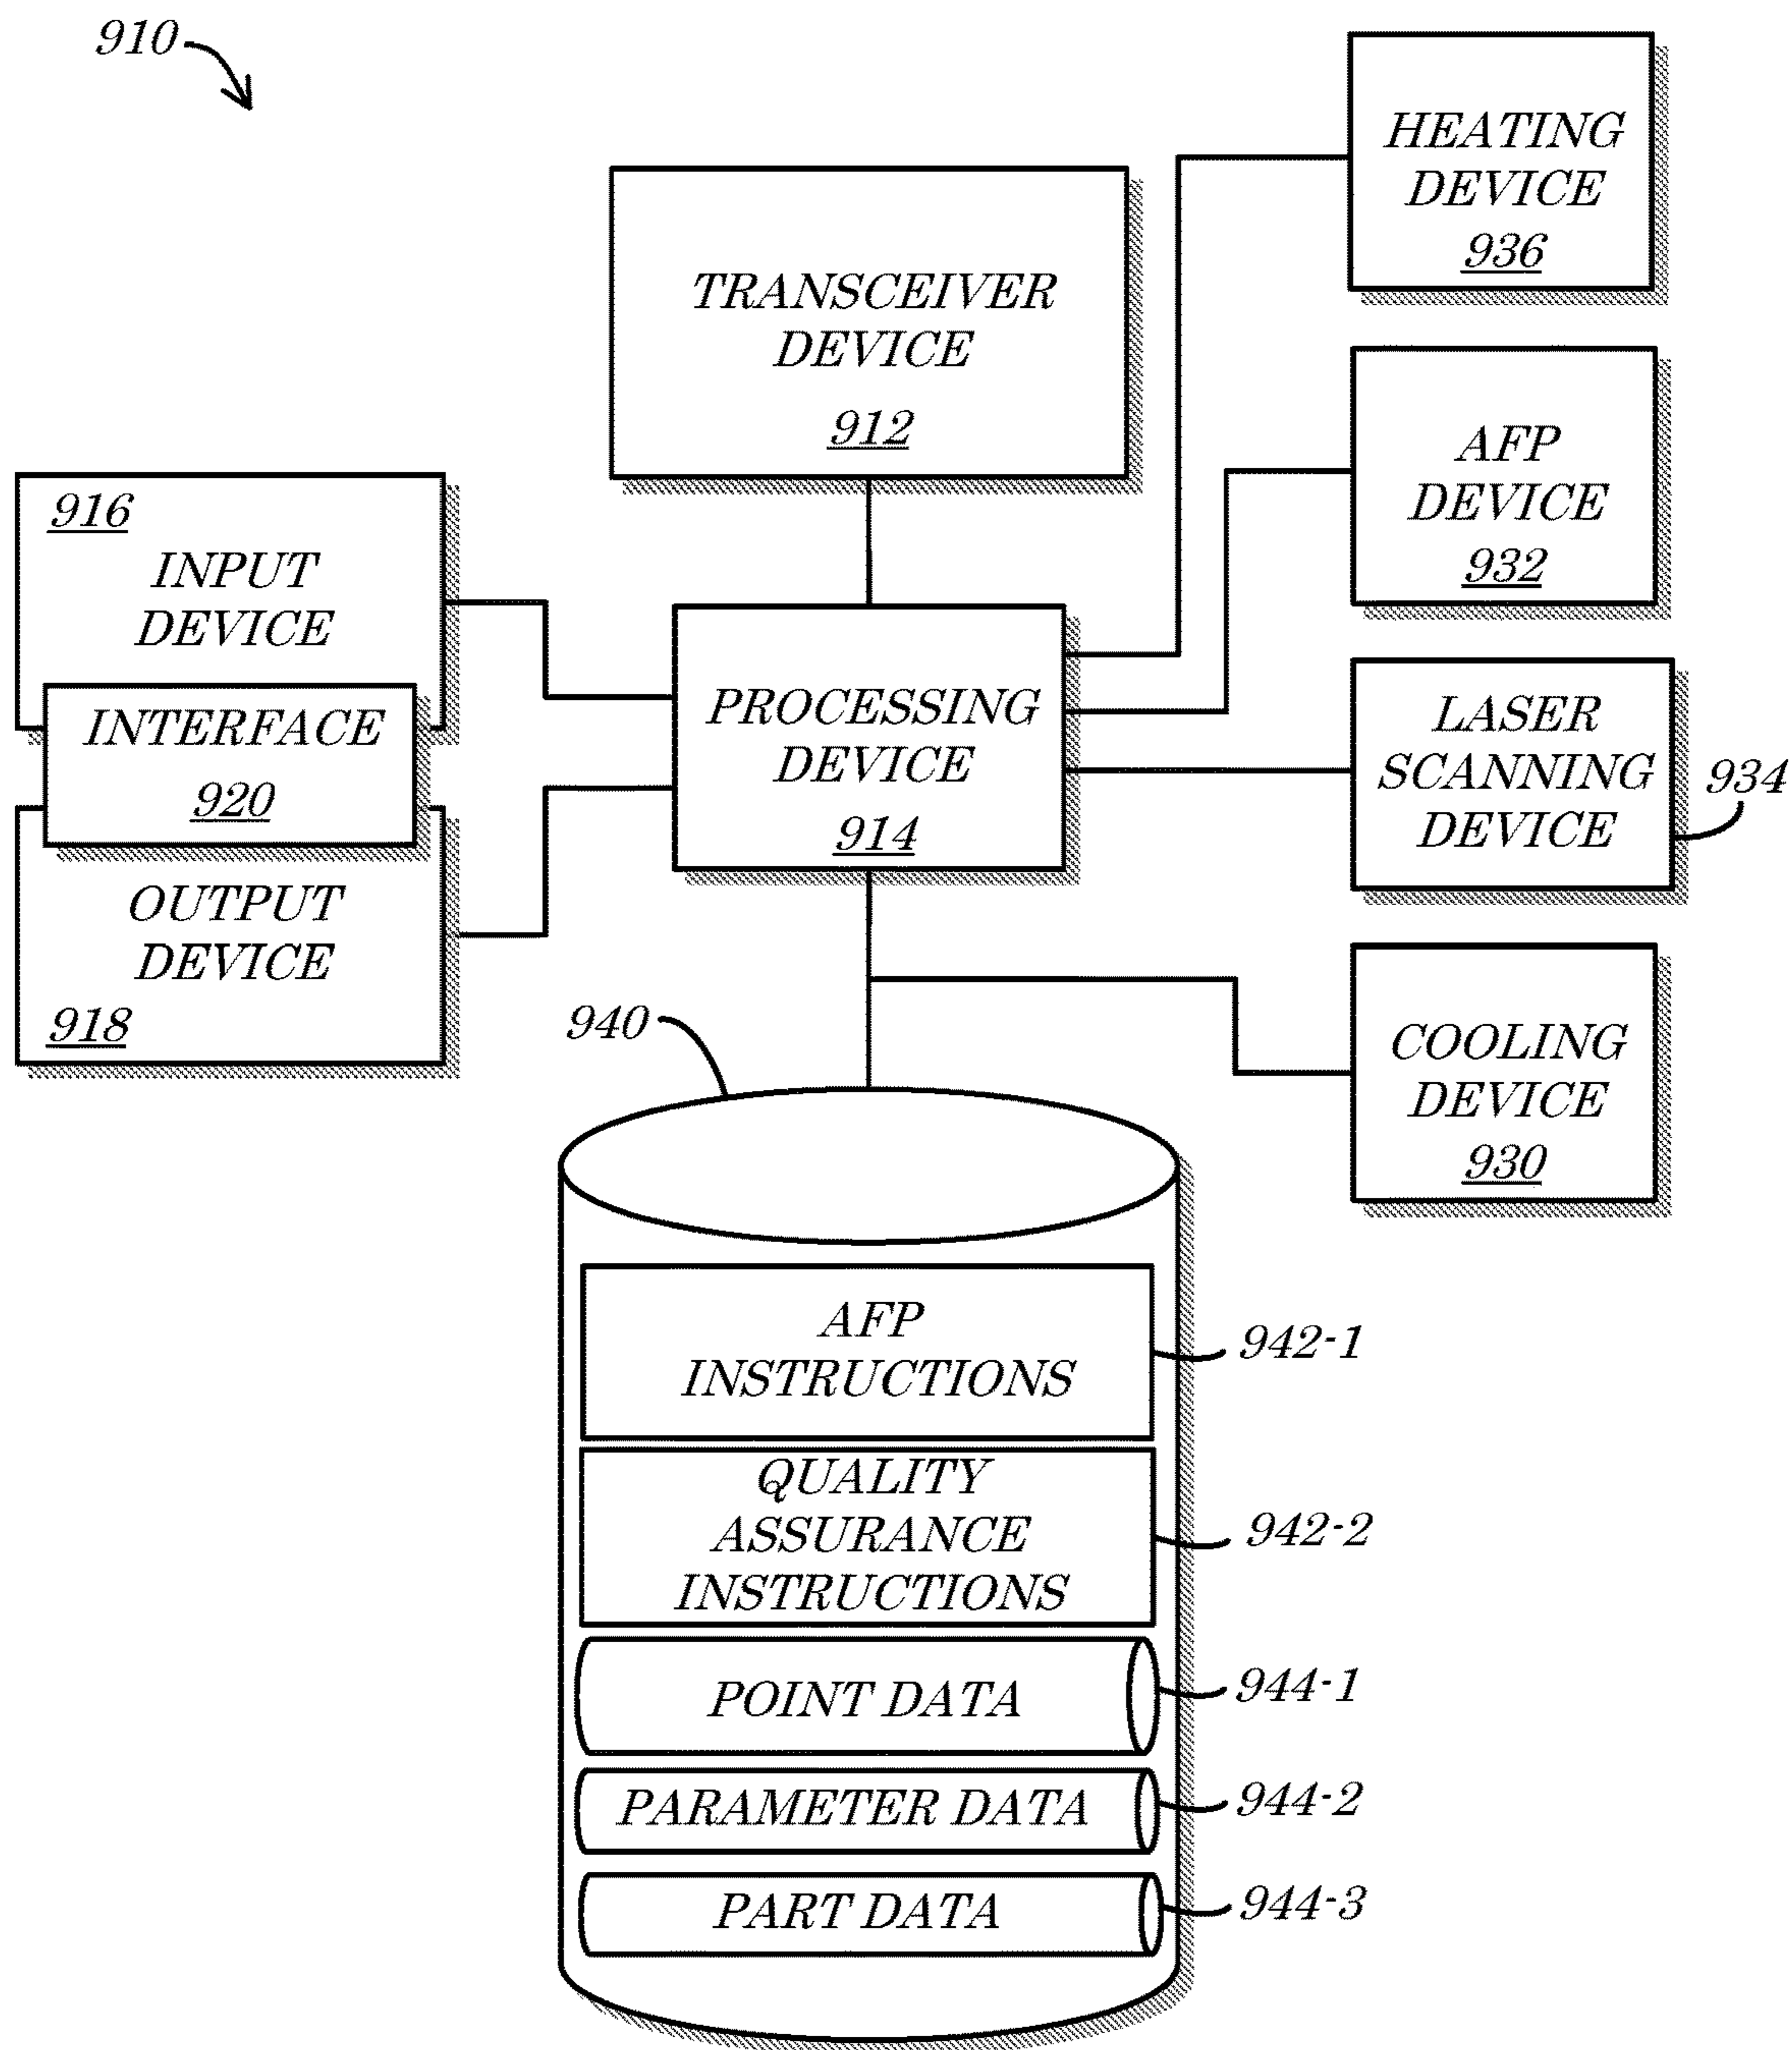 910
HEATING
DEVICE
936
TRANSCEIVER
DEVICE
912
AFP
DEVICE
932
916
INPUT
DEVICE
INTERFACE
920
OUTPUT
DEVICE
918
PROCESSING
DEVICE
914
LASER
SCANNING
DEVICE
934
COOLING
DEVICE
930
940
AFP
INSTRUCTIONS
942-1
QUALITY
ASSURANCE
INSTRUCTIONS
942-2
POINT DATA
944-1
PARAMETER DATA
944-2
PART DATA
944-3